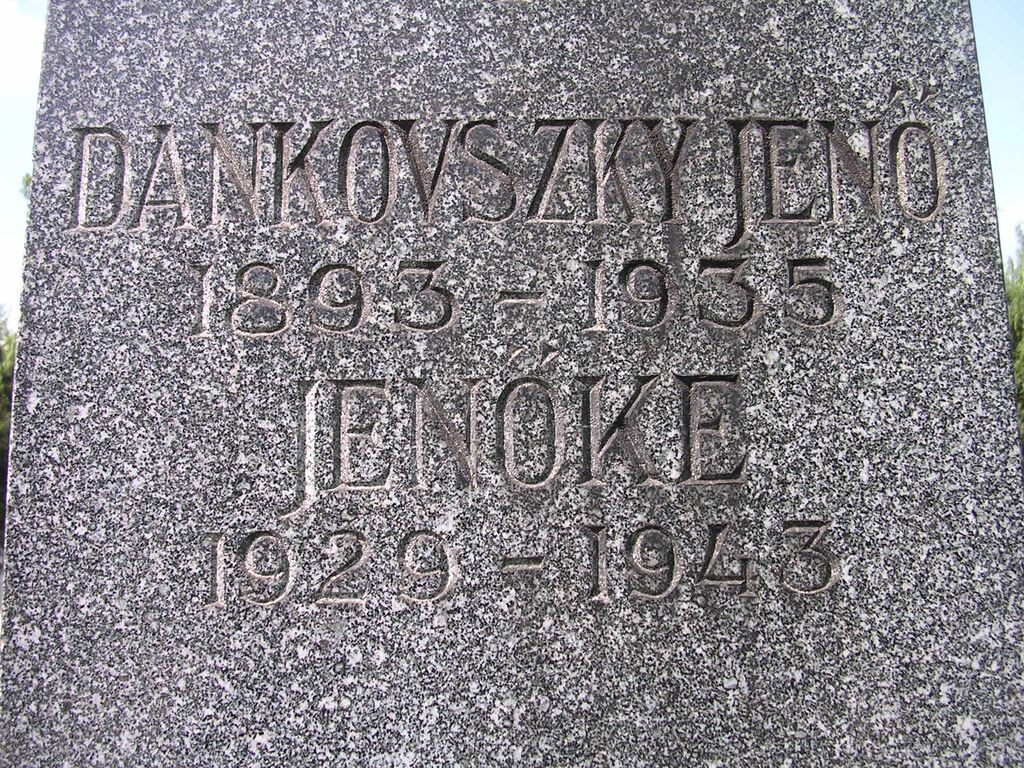 DANKOVSZKY JENŐ
1893 - 1935
JENŐKE
1929 - 1943